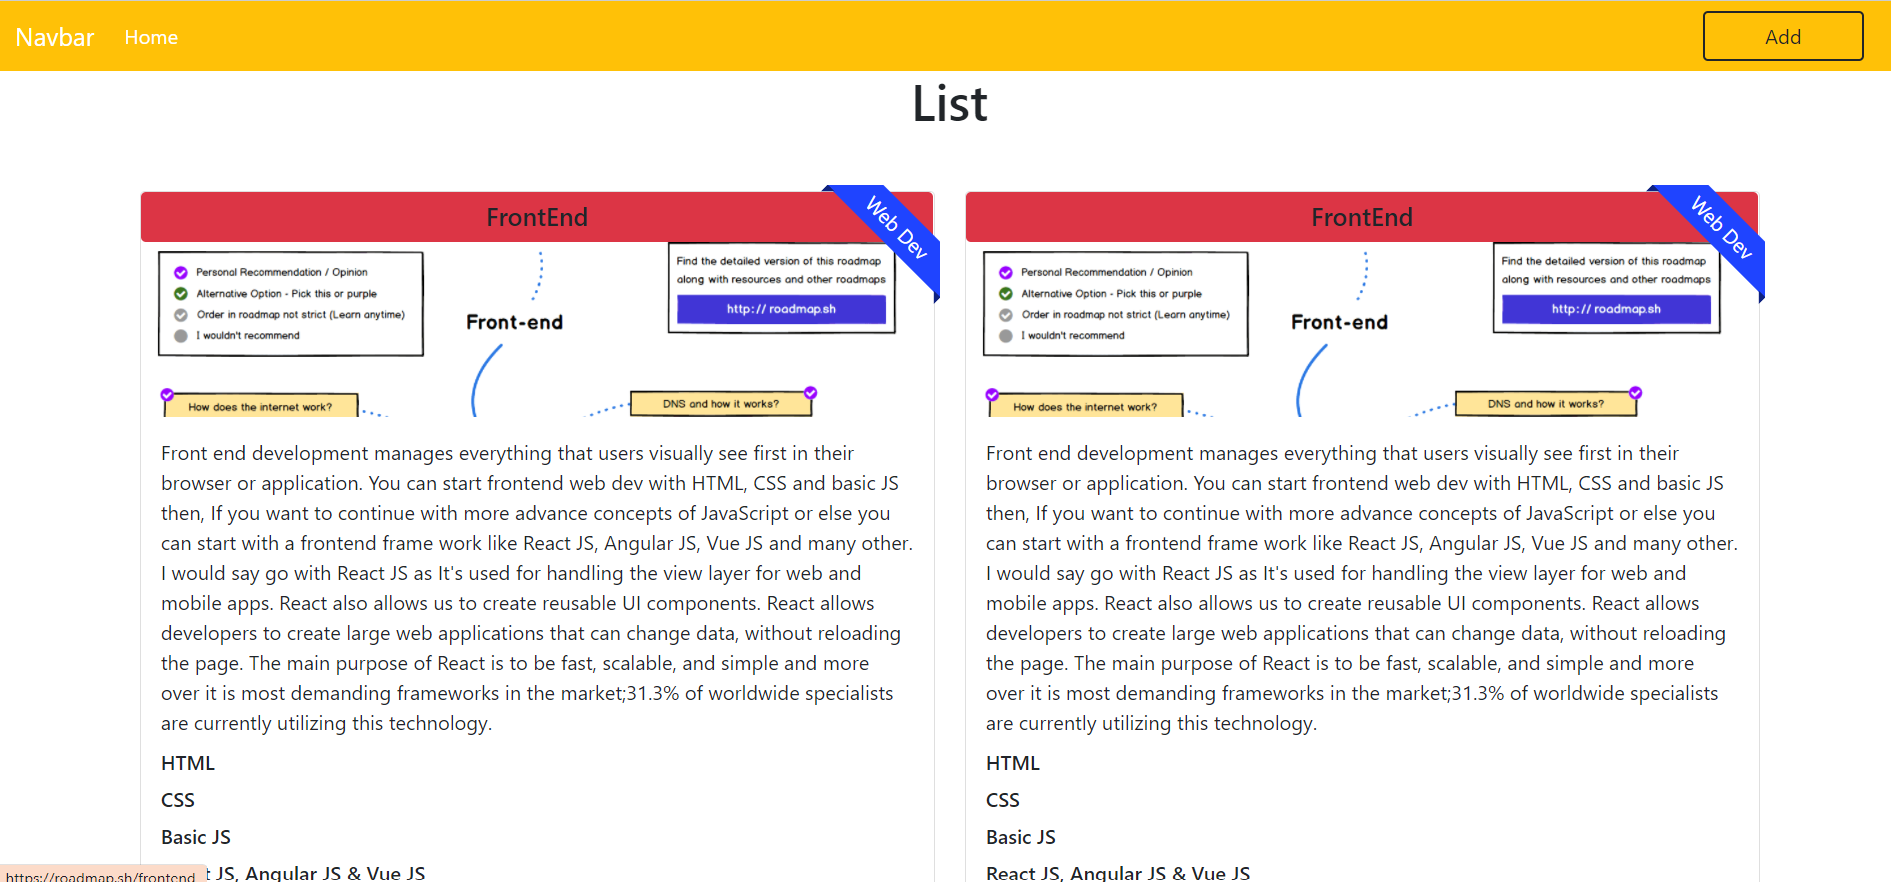 Navbar Home Add
List
FrontEnd
Web Dev
Personal Recommendation / Opinion
Alternative Option - Pick this or purple
Order in roadmap not strict (Learn anytime)
I wouldn't recommend
Front-end
Find the detailed version of this roadmap
along with resources and other roadmaps
http:// roadmap.sh
How does the internet work?
DNS and how it works?
Front end development manages everything that users visually see first in their
browser or application. You can start frontend web dev with HTML, CSS and basic JS
then, If you want to continue with more advance concepts of JavaScript or else you
can start with a frontend frame work like React JS, Angular JS, Vue JS and many other.
I would say go with React JS as It's used for handling the view layer for web and
mobile apps. React also allows us to create reusable UI components. React allows
developers to create large web applications that can change data, without reloading
the page. The main purpose of React is to be fast, scalable, and simple and more
over it is most demanding frameworks in the market;31.3% of worldwide specialists
are currently utilizing this technology.
HTML
CSS
Basic JS
JS, Angular JS & Vue JS
FrontEnd
Web Dev
Personal Recommendation / Opinion
Alternative Option - Pick this or purple
Order in roadmap not strict (Learn anytime)
I wouldn't recommend
Front-end
Find the detailed version of this roadmap
along with resources and other roadmaps
http:// roadmap.sh
How does the internet work?
DNS and how it works?
Front end development manages everything that users visually see first in their
browser or application. You can start frontend web dev with HTML, CSS and basic JS
then, If you want to continue with more advance concepts of JavaScript or else you
can start with a frontend frame work like React JS, Angular JS, Vue JS and many other.
I would say go with React JS as It's used for handling the view layer for web and
mobile apps. React also allows us to create reusable UI components. React allows
developers to create large web applications that can change data, without reloading
the page. The main purpose of React is to be fast, scalable, and simple and more
over it is most demanding frameworks in the market;31.3% of worldwide specialists
are currently utilizing this technology.
HTML
CSS
Basic JS
React JS, Angular JS & Vue JS
https://roadmap.sh/frontend